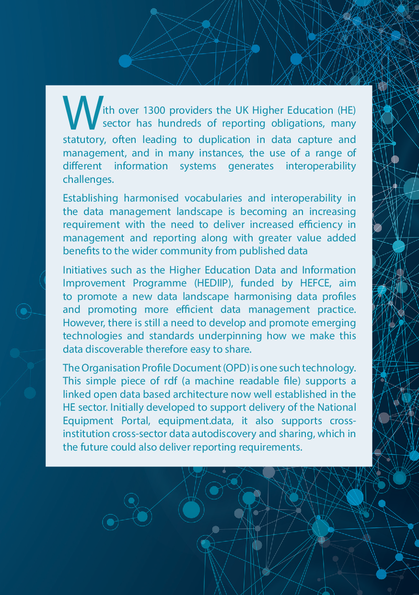 With over 1300 providers the UK Higher Education (HE)
sector has hundreds of reporting obligations, many
statutory, often leading to duplication in data capture and
management, and in many instances, the use of a range of
different information systems generates interoperability
challenges.
Establishing harmonised vocabularies and interoperability in
the data management landscape is becoming an increasing
requirement with the need to deliver increased efficiency in
management and reporting along with greater value added
benefits to the wider community from published data
Initiatives such as the Higher Education Data and Information
Improvement Programme (HEDIIP), funded by HEFCE, aim
to promote a new data landscape harmonising data profiles
and promoting more efficient data management practice.
However, there is still a need to develop and promote emerging
technologies and standards underpinning how we make this
data discoverable therefore easy to share.
The Organisation Profile Document (OPD) is one such technology.
This simple piece of rdf (a machine readable file) supports a
linked open data based architecture now well established in the
HE sector. Initially developed to support delivery of the National
Equipment Portal, equipment.data, it also supports cross-
institution cross-sector data autodiscovery and sharing, which in
the future could also deliver reporting requirements.